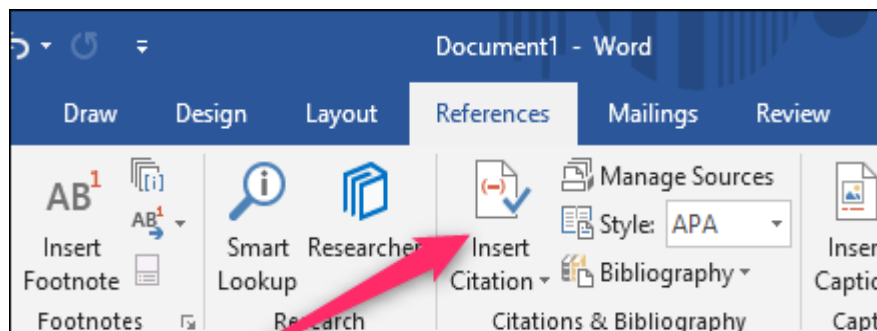 Document1 - Word
Draw Design Layout References Mailings Review
AB1 [i] Manage Sources
AB1 Style: APA
Insert Smart Researcher Insert
Footnote Lookup Citation Bibliography
Footnotes Citations & Bibliography